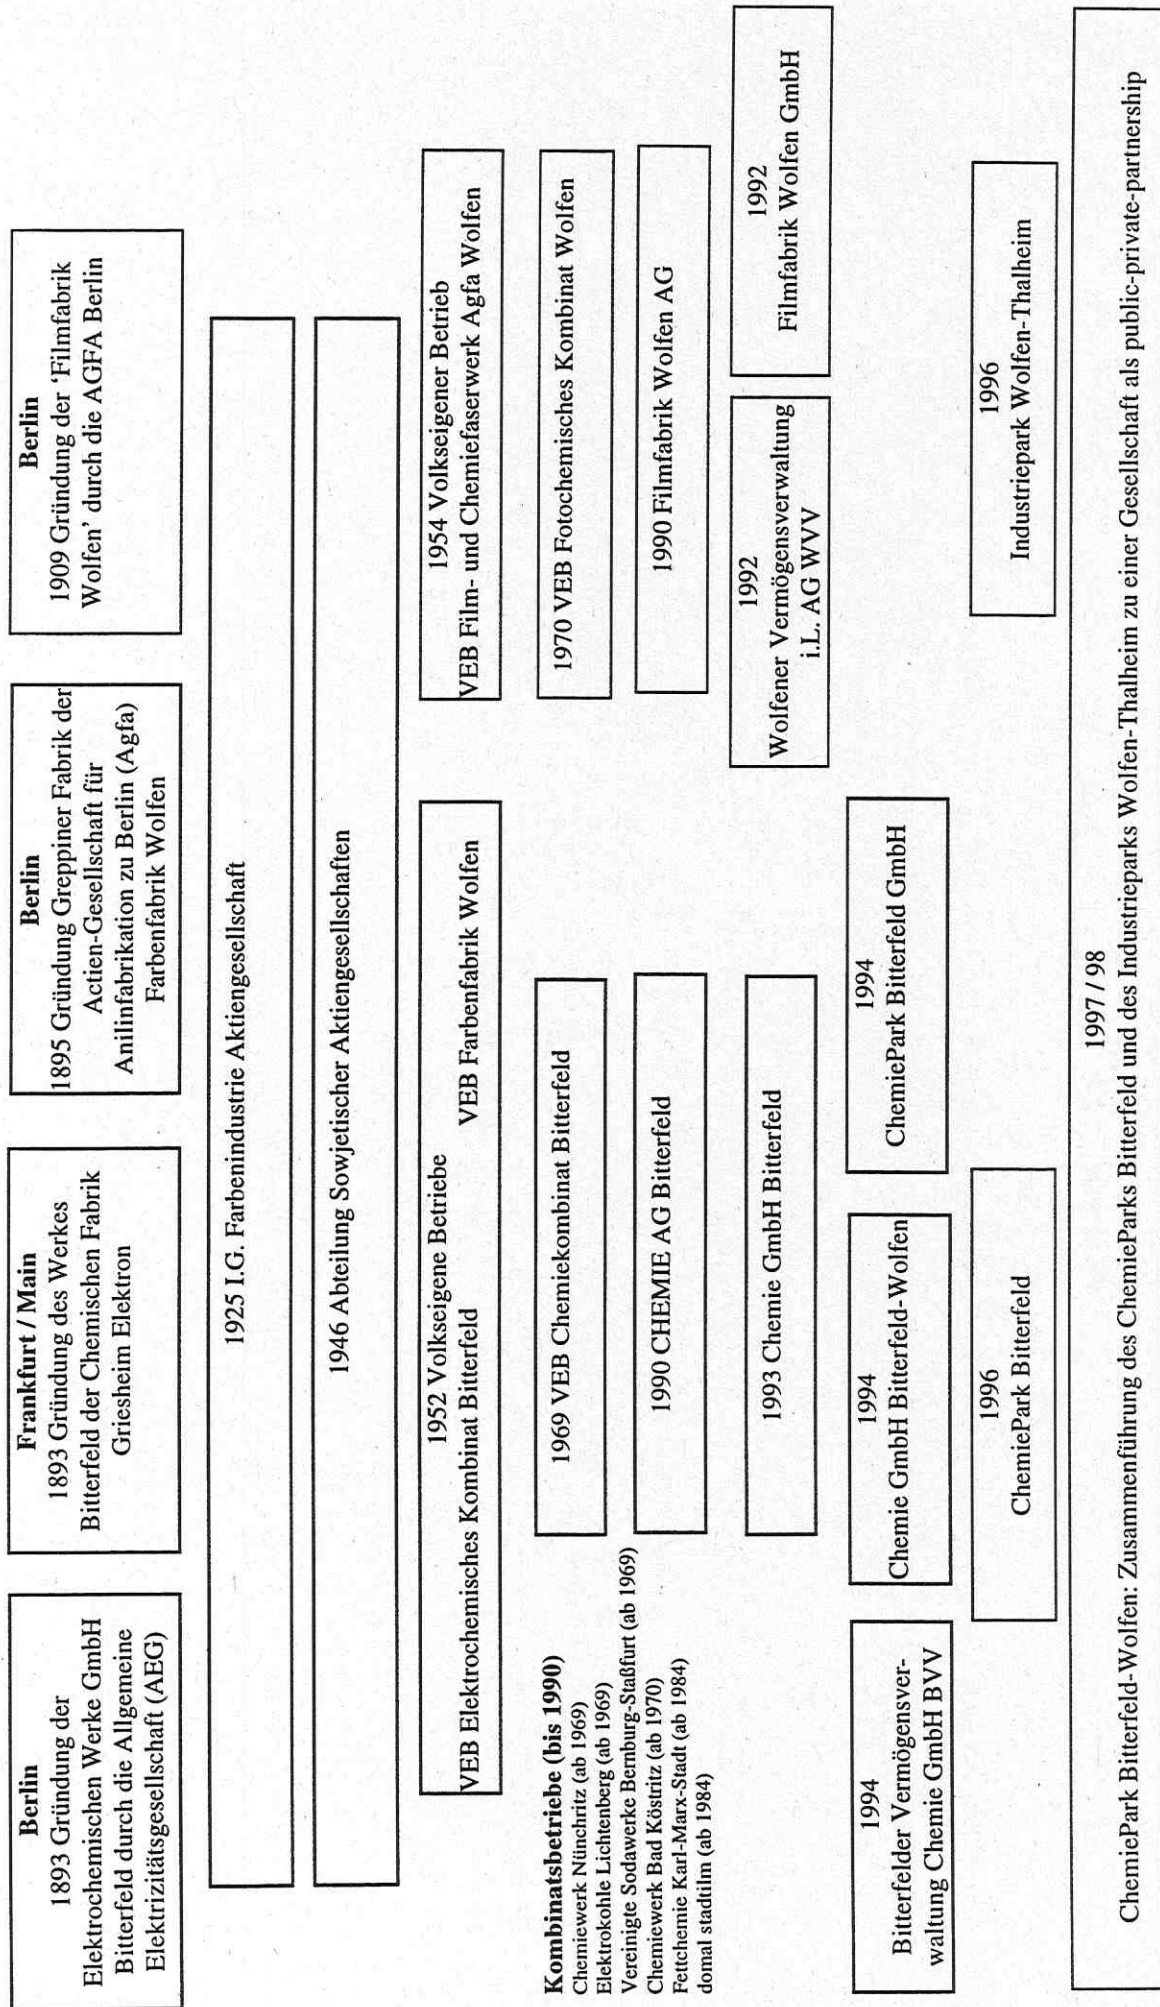 Berlin
1893 Gründung der
Elektrochemischen Werke GmbH
Bitterfeld durch die Allgemeine
Elektrizitätsgesellschaft (AEG)
Frankfurt / Main
1893 Gründung des Werkes
Bitterfeld der Chemischen Fabrik
Griesheim Elektron
Berlin
1895 Gründung Greppiner Fabrik der
Actien-Gesellschaft für
Anilinfabrikation zu Berlin (Agfa)
Farbenfabrik Wolfen
Berlin
1909 Gründung der 'Filmfabrik
Wolfen' durch die AGFA Berlin
1925 I.G. Farbenindustrie Aktiengesellschaft
1946 Abteilung Sowjetischer Aktiengesellschaften
1952 Volkseigene Betriebe
VEB Elektrochemisches Kombinat Bitterfeld VEB Farbenfabrik Wolfen
1954 Volkseigener Betrieb
VEB Film- und Chemiefaserwerk Agfa Wolfen
Kombinatsbetriebe (bis 1990)
Chemiewerk Nünchritz (ab 1969)
Elektrokohle Lichtenberg (ab 1969)
Vereinigte Sodawerke Bernburg-Staßfurt (ab 1969)
Chemiewerk Bad Köstritz (ab 1970)
Fettchemie Karl-Marx-Stadt (ab 1984)
domal stadtilm (ab 1984)
1969 VEB Chemiekombinat Bitterfeld
1970 VEB Fotochemisches Kombinat Wolfen
1990 CHEMIE AG Bitterfeld
1990 Filmfabrik Wolfen AG
1993 Chemie GmbH Bitterfeld
1992
Wolfener Vermögensverwaltung
i.L. AG WVV
1992
Filmfabrik Wolfen GmbH
1994
Bitterfelder Vermögensver-
waltung Chemie GmbH BVV
1994
Chemie GmbH Bitterfeld-Wolfen
1994
ChemiePark Bitterfeld GmbH
1996
ChemiePark Bitterfeld
1996
Industriepark Wolfen-Thalheim
1997 / 98
ChemiePark Bitterfeld-Wolfen: Zusammenführung des ChemieParks Bitterfeld und des Industrieparks Wolfen-Thalheim zu einer Gesellschaft als public-private-partnership